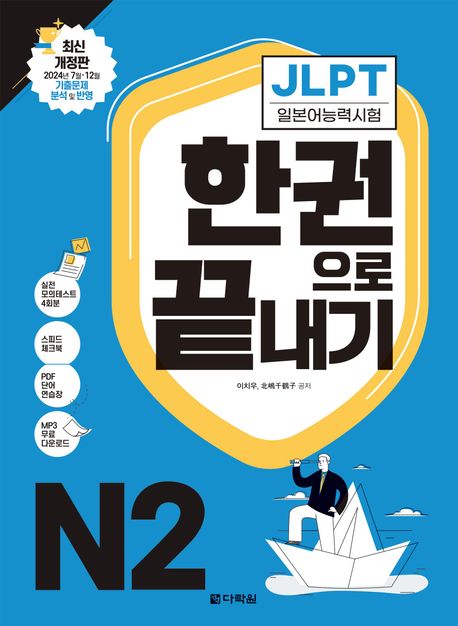 최신
개정판
2024년 7월·12월
기출문제
분석 및 반영
JLPT
일본어능력시험
한권
으로
끝내기
이치우, 北嶋千鶴子 공저
실전
모의테스트
4회분
스피드
체크북
PDF
단어
연습장
MP3
무료
다운로드
N2
다락원